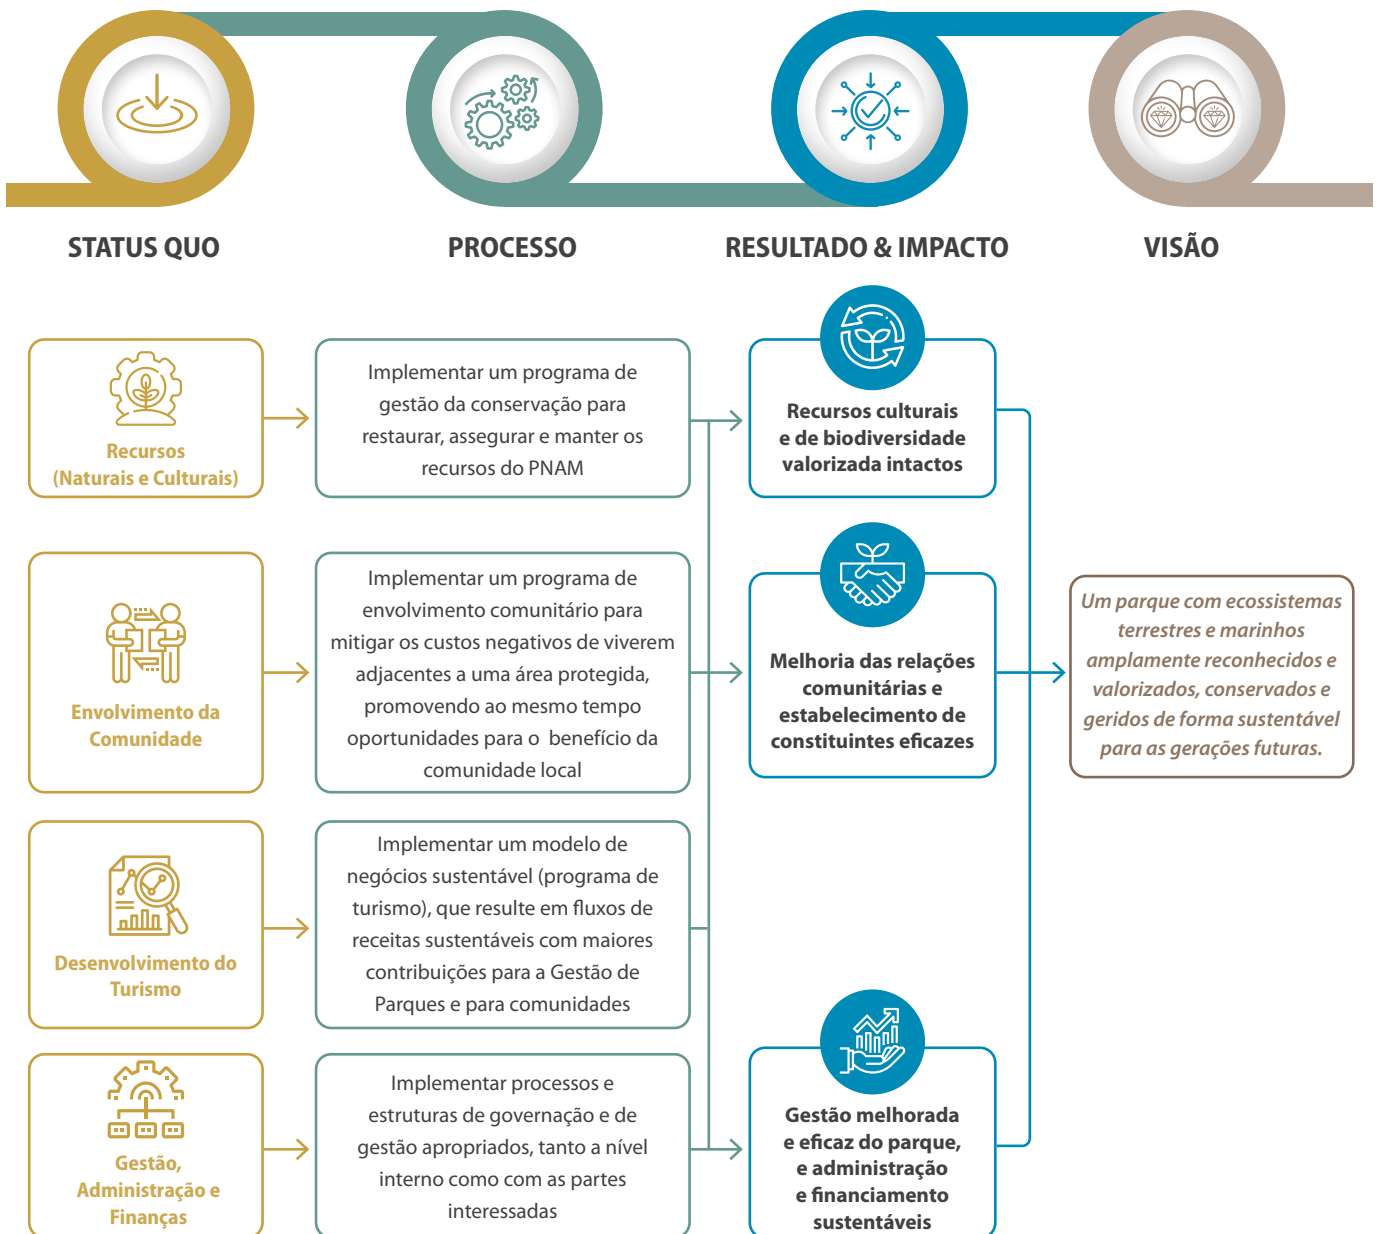 STATUS QUO
PROCESSO
RESULTADO & IMPACTO
VISÃO
Recursos
(Naturais e Culturais)
Implementar um programa de
gestão da conservação para
restaurar, assegurar e manter os
recursos do PNAM
Recursos culturais
e de biodiversidade
valorizada intactos
Envolvimento da
Comunidade
Implementar um programa de
envolvimento comunitário para
mitigar os custos negativos de viverem
adjacentes a uma área protegida,
promovendo ao mesmo tempo
oportunidades para o benefício da
comunidade local
Melhoria das relações
comunitárias e
estabelecimento de
constituintes eficazes
Um parque com ecossistemas
terrestres e marinhos
amplamente reconhecidos e
valorizados, conservados e
geridos de forma sustentável
para as gerações futuras.
Desenvolvimento do
Turismo
Implementar um modelo de
negócios sustentável (programa de
turismo), que resulte em fluxos de
receitas sustentáveis com maiores
contribuições para a Gestão de
Parques e para comunidades
Gestão,
Administração e
Finanças
Implementar processos e
estruturas de governação e de
gestão apropriados, tanto a nível
interno como com as partes
interessadas
Gestão melhorada
e eficaz do parque,
e administração
e financiamento
sustentáveis